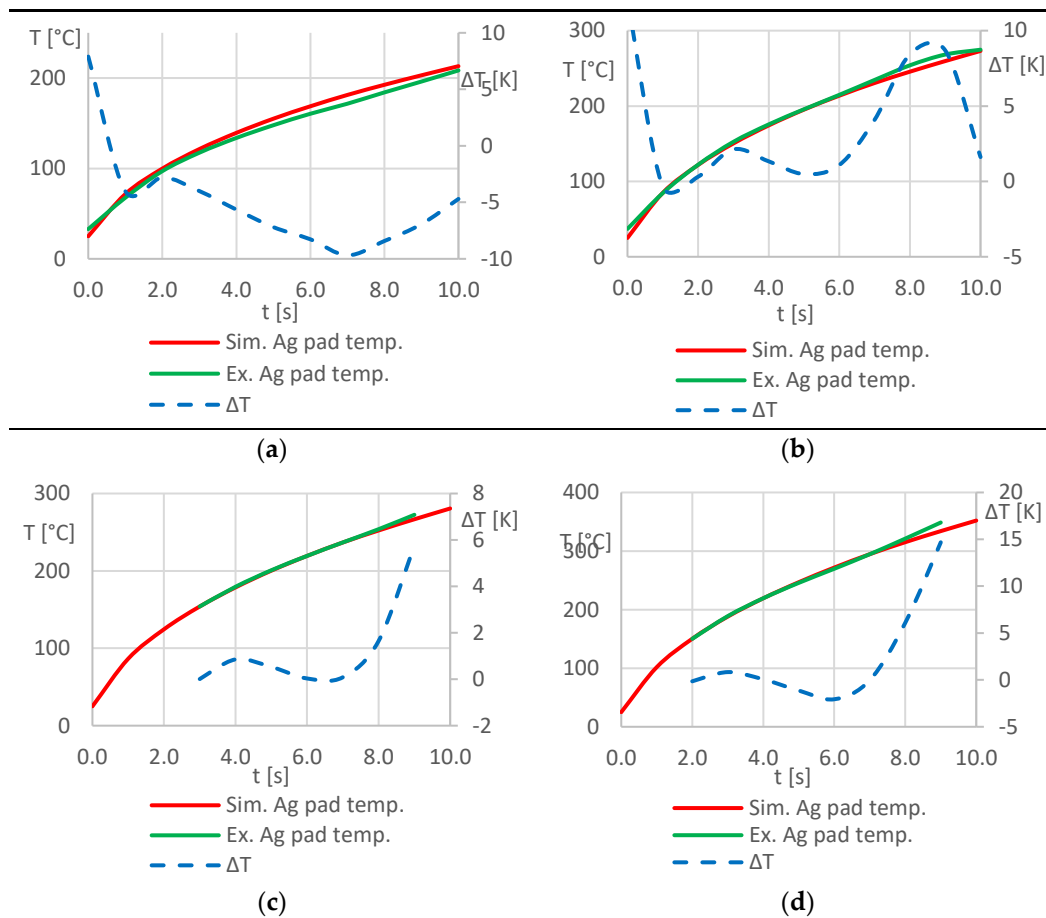 T [°C]
200
100
0
10
ΔT [K]
5
0
-5
-10
0.0 2.0 4.0 6.0 8.0 10.0
t [s]
Sim. Ag pad temp.
Ex. Ag pad temp.
ΔT
(a)
300
T [°C]
200
100
0
10
ΔT [K]
5
0
-5
0.0 2.0 4.0 6.0 8.0 10.0
t [s]
Sim. Ag pad temp.
Ex. Ag pad temp.
ΔT
(b)
300
T [°C]
200
100
0
8
ΔT [K]
6
4
2
0
-2
0.0 2.0 4.0 6.0 8.0 10.0
t [s]
Sim. Ag pad temp.
Ex. Ag pad temp.
ΔT
(c)
400
T [°C]
300
200
100
0
20
ΔT [K]
15
10
5
0
-5
0.0 2.0 4.0 6.0 8.0 10.0
t [s]
Sim. Ag pad temp.
Ex. Ag pad temp.
ΔT
(d)